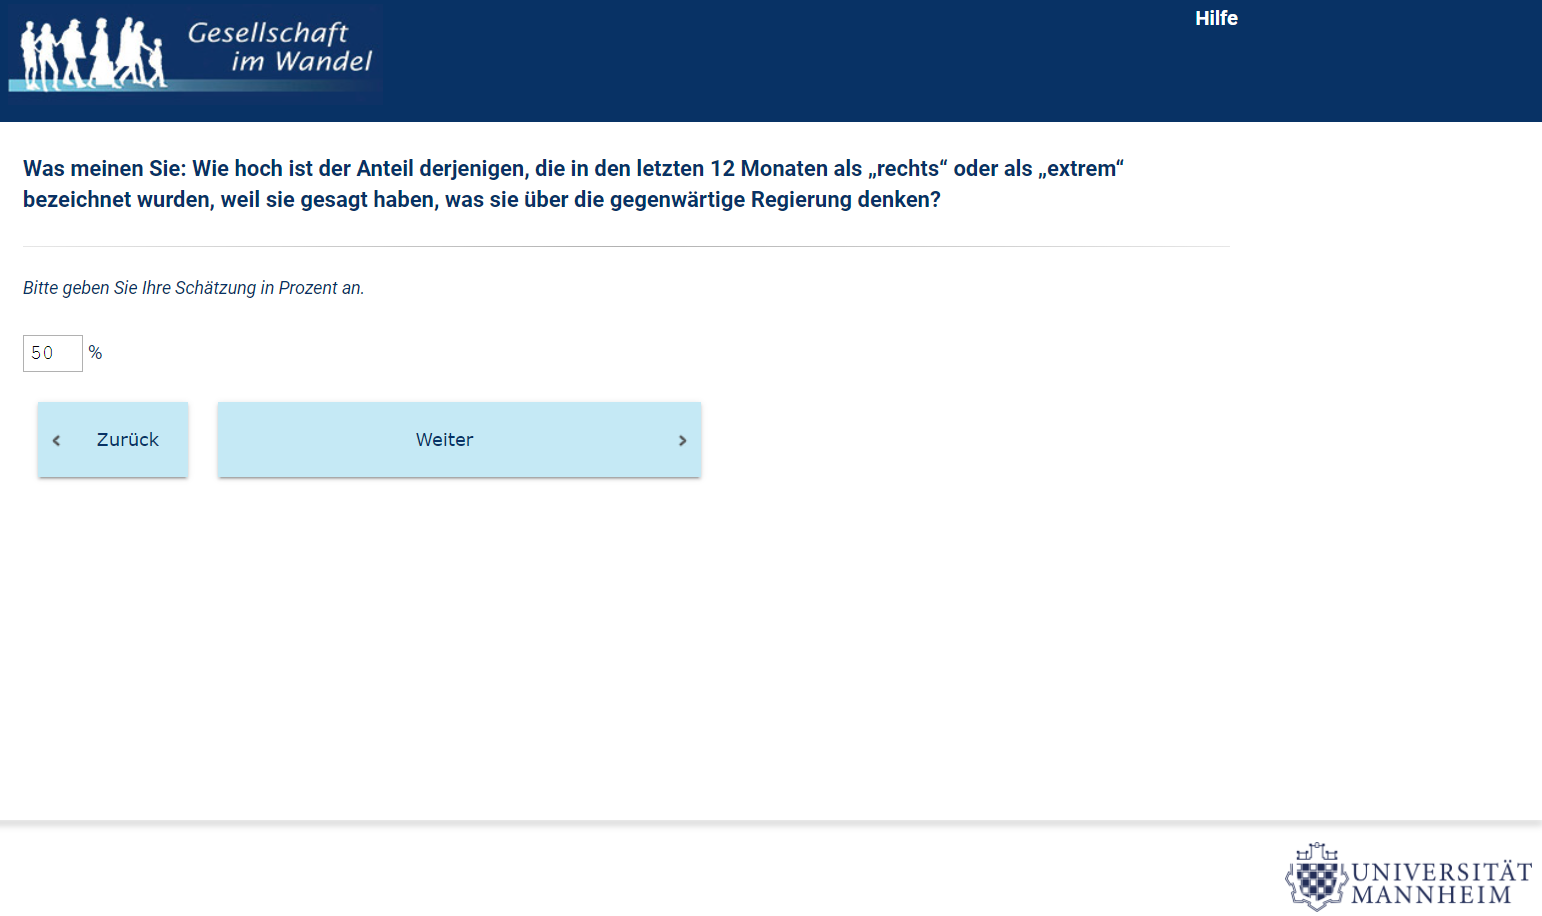 Gesellschaft
im Wandel
Hilfe
Was meinen Sie: Wie hoch ist der Anteil derjenigen, die in den letzten 12 Monaten als „rechts“ oder als „extrem“
bezeichnet wurden, weil sie gesagt haben, was sie über die gegenwärtige Regierung denken?
Bitte geben Sie Ihre Schätzung in Prozent an.
50 %
Zurück
Weiter
UNIVERSITÄT
MANNHEIM